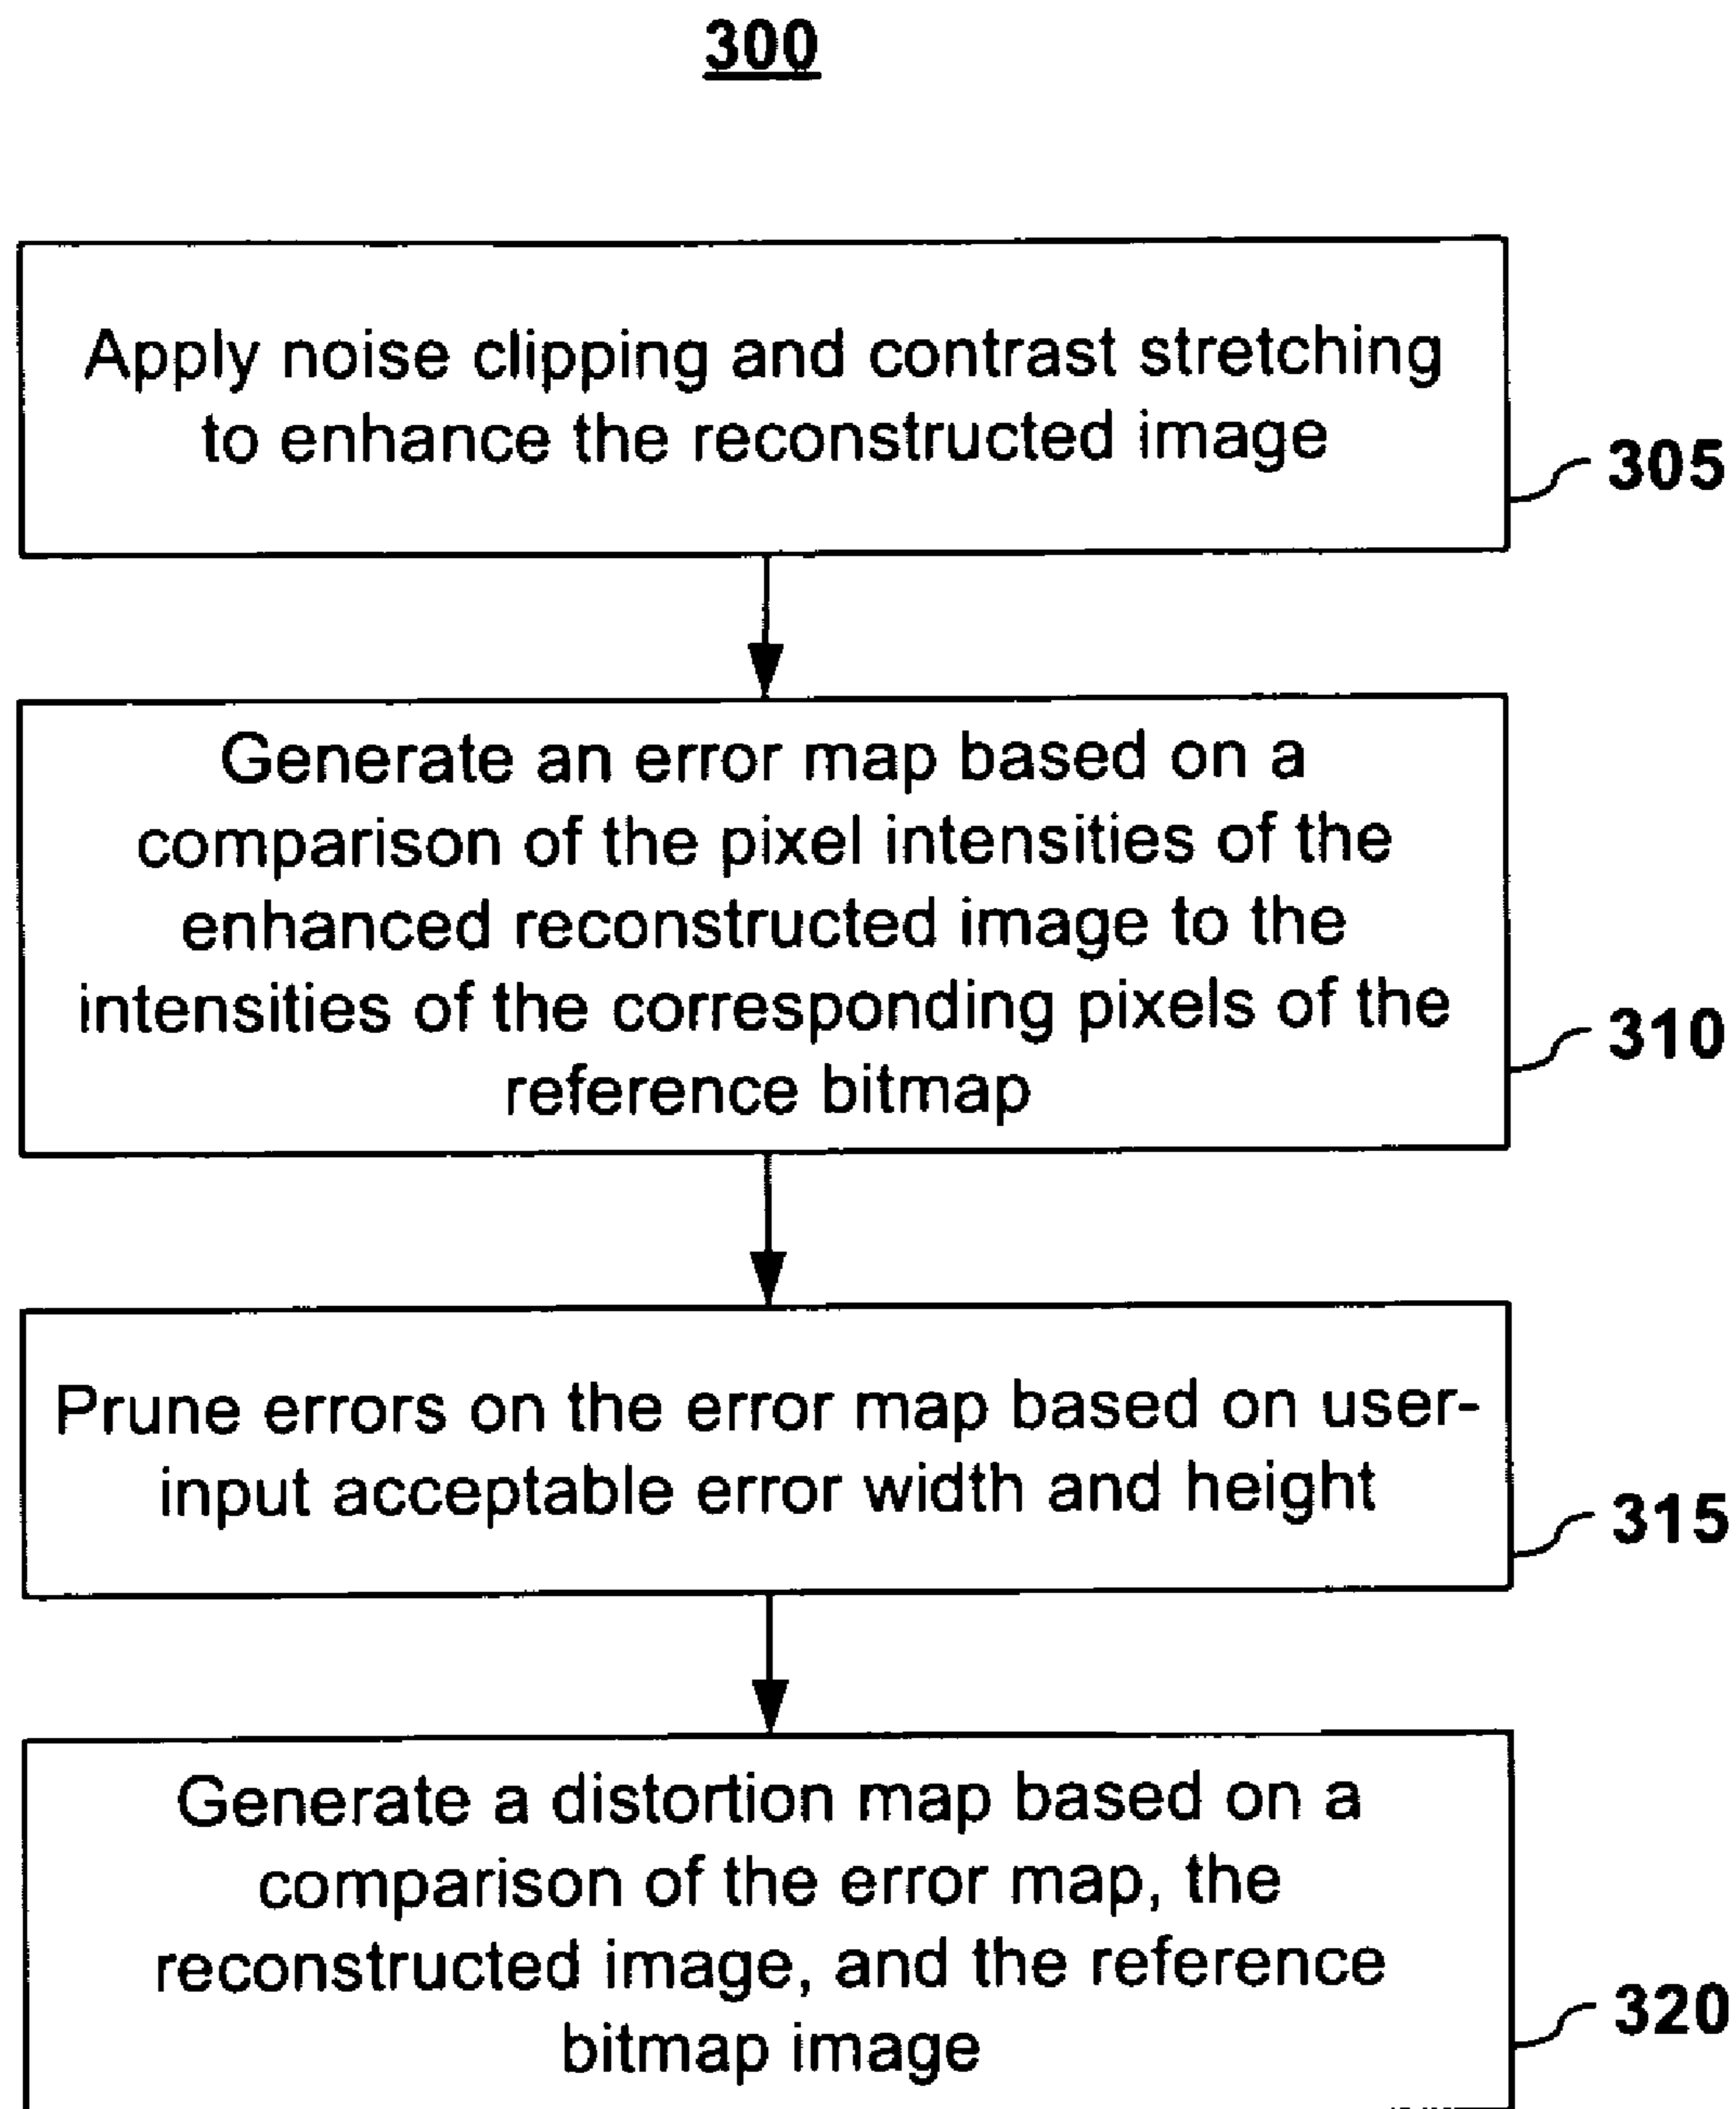 300
Apply noise clipping and contrast stretching
to enhance the reconstructed image
305
Generate an error map based on a
comparison of the pixel intensities of the
enhanced reconstructed image to the
intensities of the corresponding pixels of the
reference bitmap
310
Prune errors on the error map based on user-
input acceptable error width and height
315
Generate a distortion map based on a
comparison of the error map, the
reconstructed image, and the reference
bitmap image
320